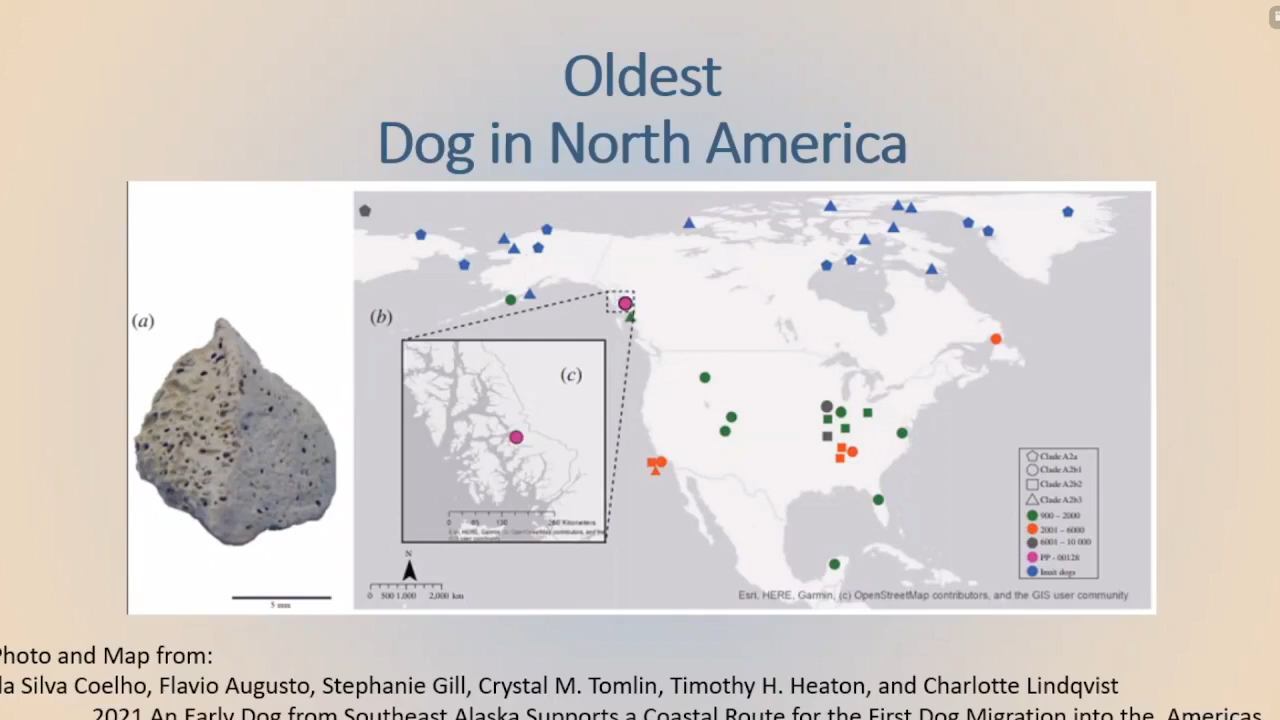 Oldest
Dog in North America
(a)
5 mm
(b)
(c)
260 Kilometers
N
0 500 1,000 2,000 km
Clade A2a
Clade A2b1
Clade A2b2
Clade A2b3
900 – 2000
2001 – 6000
6001 – 10 000
PP - 00128
Inuit dogs
Esri, HERE, Garmin, (c) OpenStreetMap contributors, and the GIS user community
Photo and Map from:
da Silva Coelho, Flavio Augusto, Stephanie Gill, Crystal M. Tomlin, Timothy H. Heaton, and Charlotte Lindqvist
2021 An Early Dog from Southeast Alaska Supports a Coastal Route for the First Dog Migration into the Americas